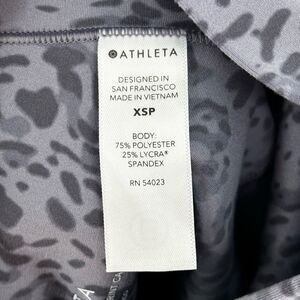 ATHLETA
DESIGNED IN
SAN FRANCISCO
MADE IN VIETNAM
XSP
BODY:
75% POLYESTER
25% LYCRA®
SPANDEX
RN 54023